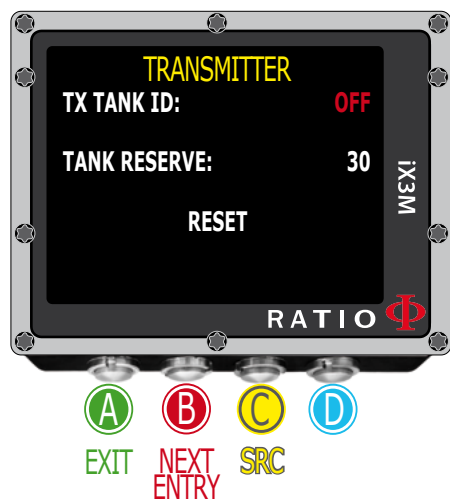 TRANSMITTER
TX TANK ID: OFF
TANK RESERVE: 30
RESET
iX3M
RATIO
A B C D
EXIT NEXT ENTRY SRC